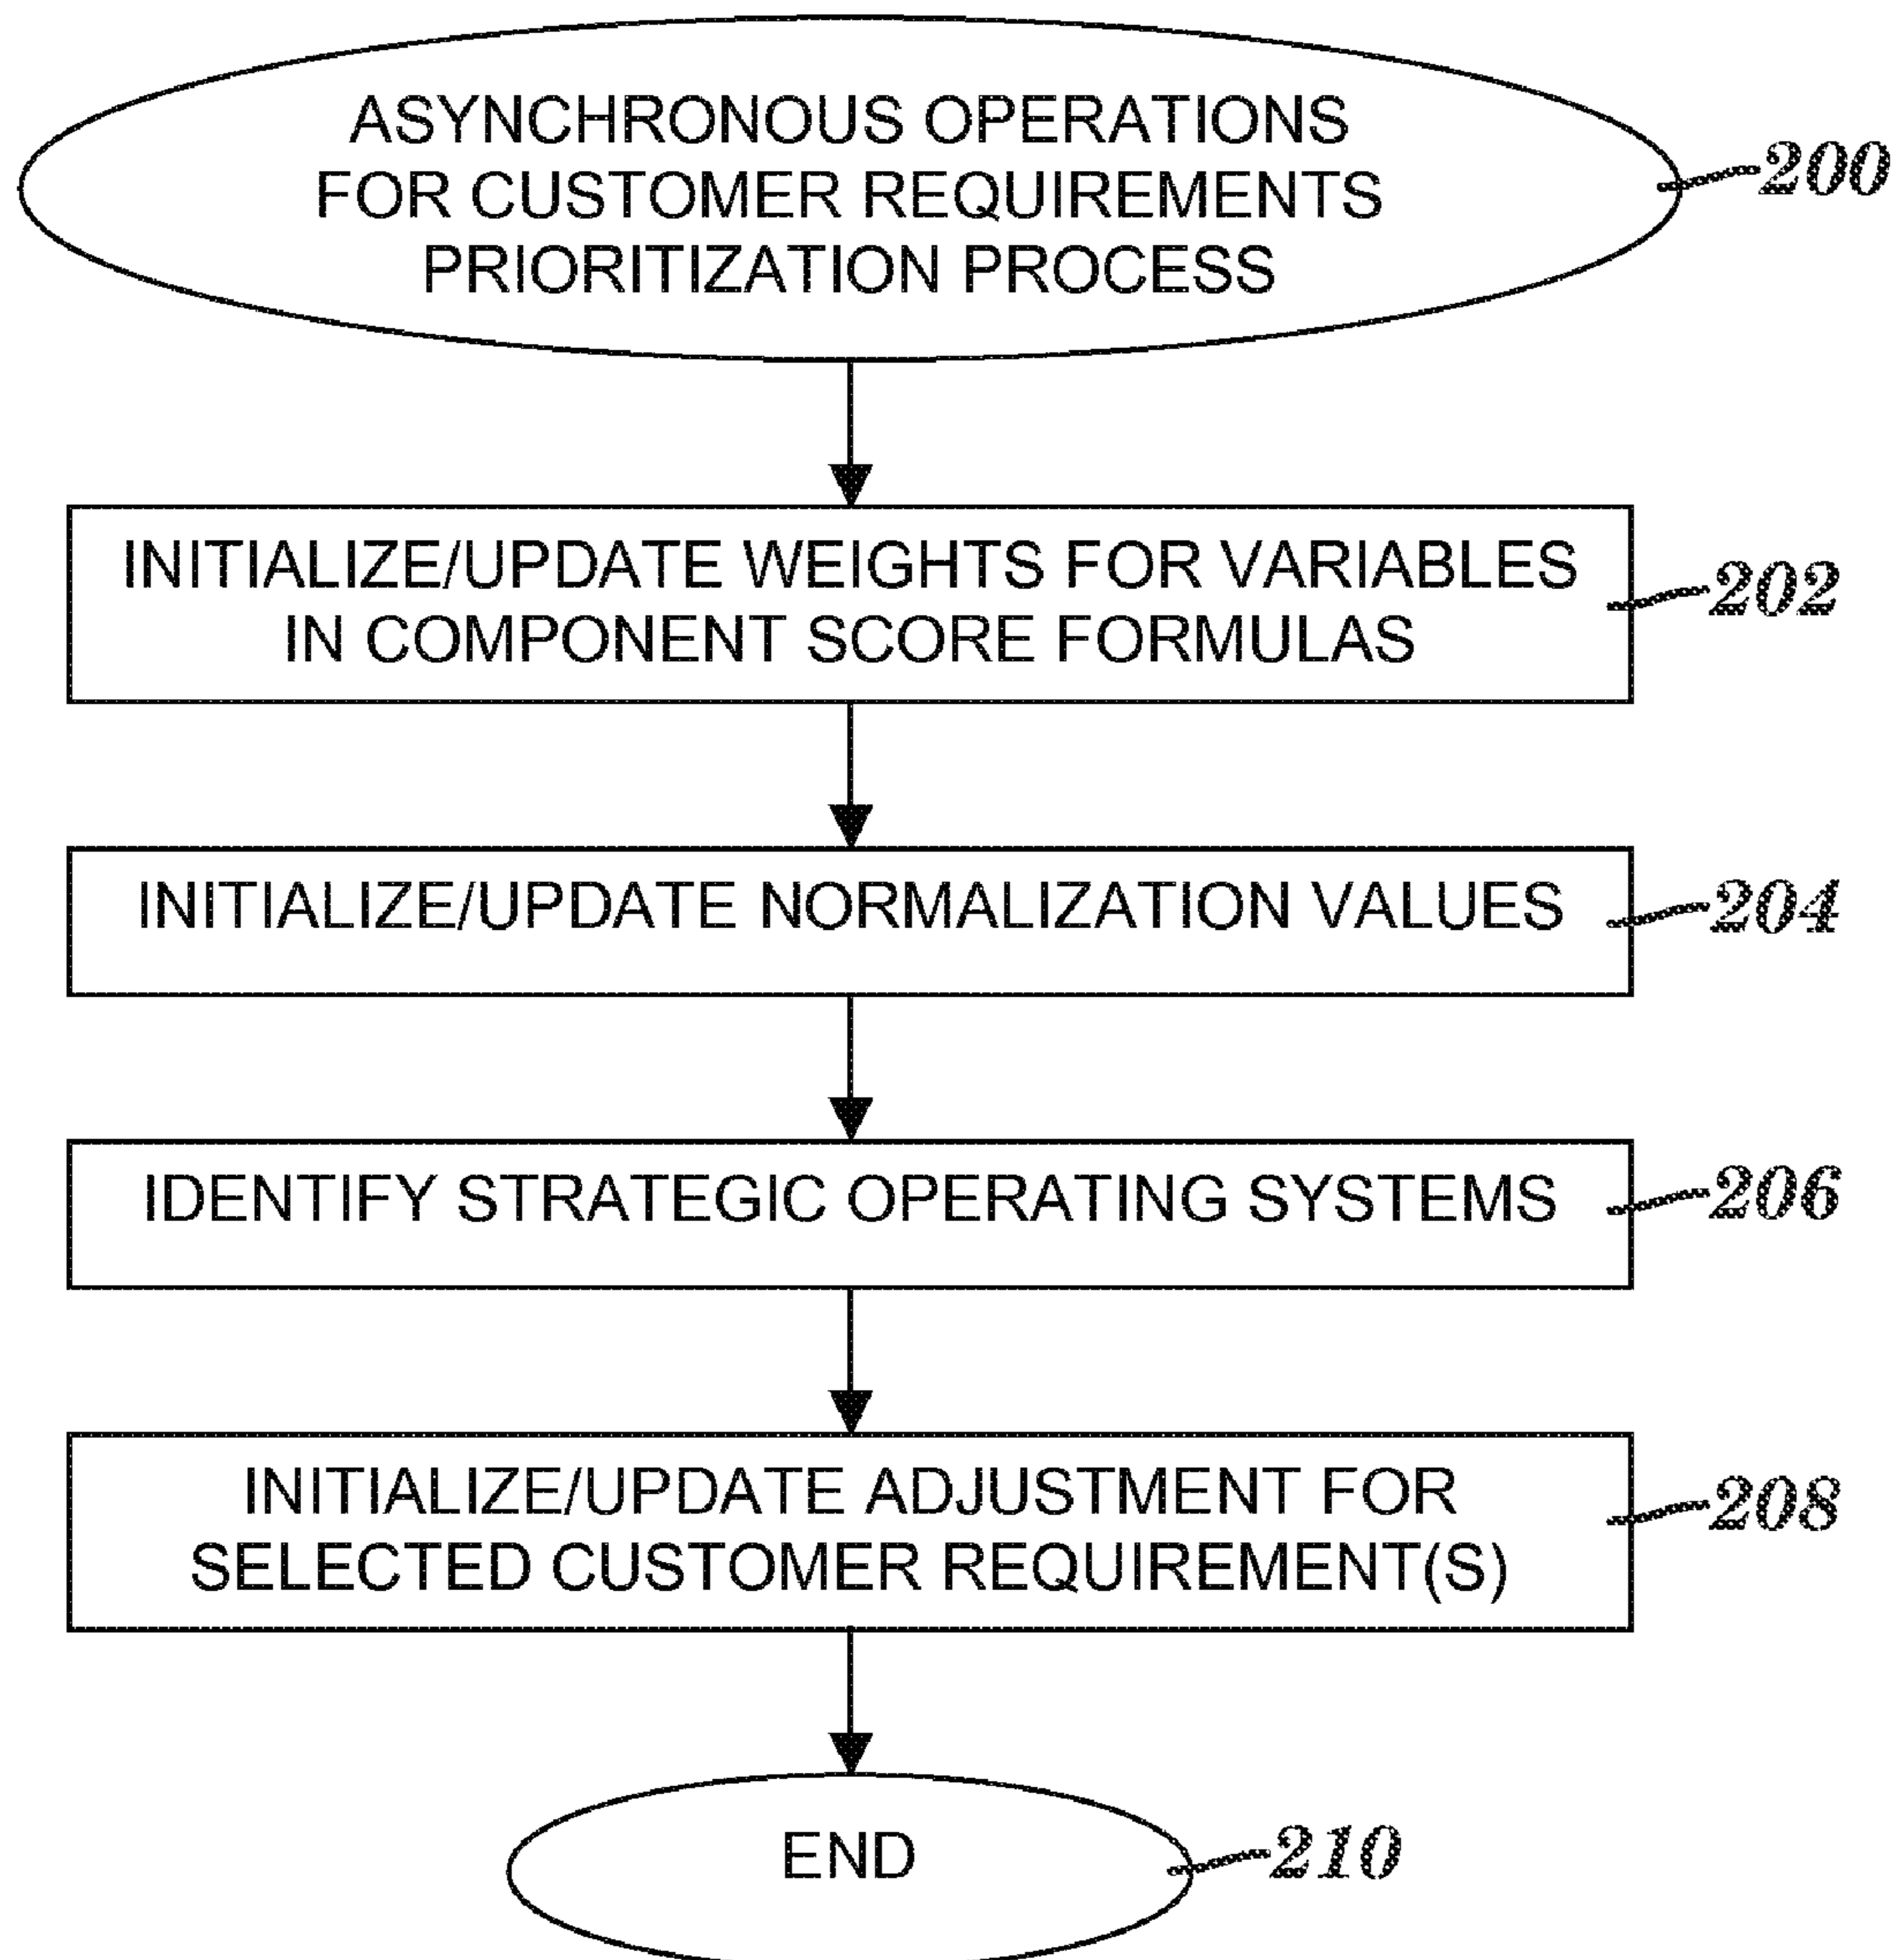 ASYNCHRONOUS OPERATIONS
FOR CUSTOMER REQUIREMENTS
PRIORITIZATION PROCESS
200
INITIALIZE/UPDATE WEIGHTS FOR VARIABLES
IN COMPONENT SCORE FORMULAS
202
INITIALIZE/UPDATE NORMALIZATION VALUES
204
IDENTIFY STRATEGIC OPERATING SYSTEMS
206
INITIALIZE/UPDATE ADJUSTMENT FOR
SELECTED CUSTOMER REQUIREMENT(S)
208
END
210